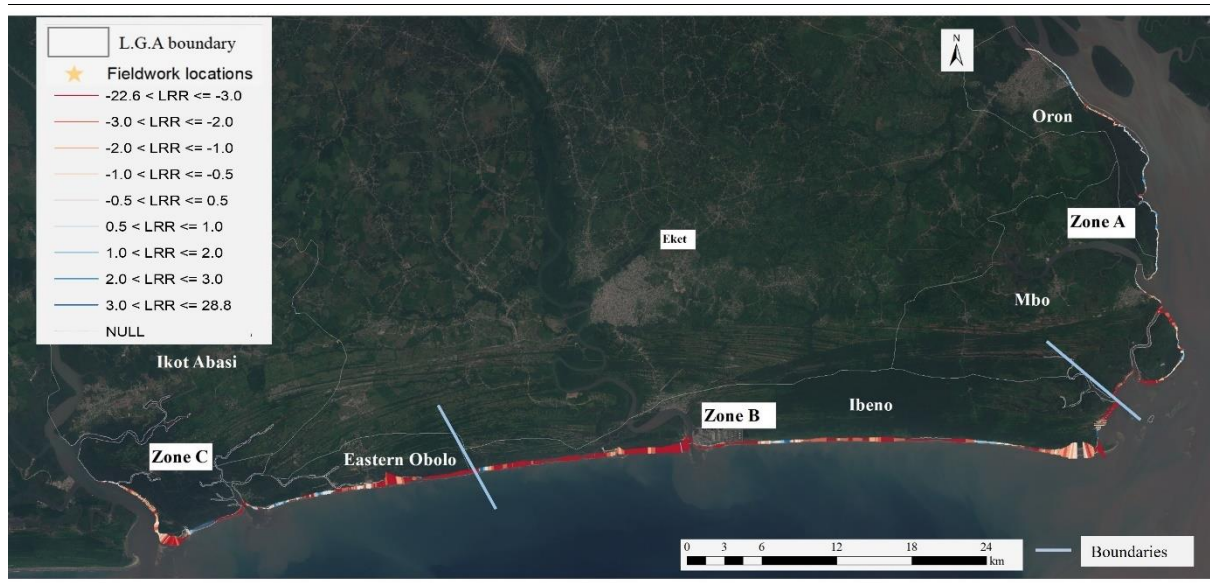 L.G.A boundary
Fieldwork locations
-22.6 < LRR <= -3.0
-3.0 < LRR <= -2.0
-2.0 < LRR <= -1.0
-1.0 < LRR <= -0.5
-0.5 < LRR <= 0.5
0.5 < LRR <= 1.0
1.0 < LRR <= 2.0
2.0 < LRR <= 3.0
3.0 < LRR <= 28.8
NULL
N
Oron
Zone A
Eket
Mbo
Ikot Abasi
Zone B
Ibeno
Zone C
Eastern Obolo
0 3 6 12 18 24
km
Boundaries